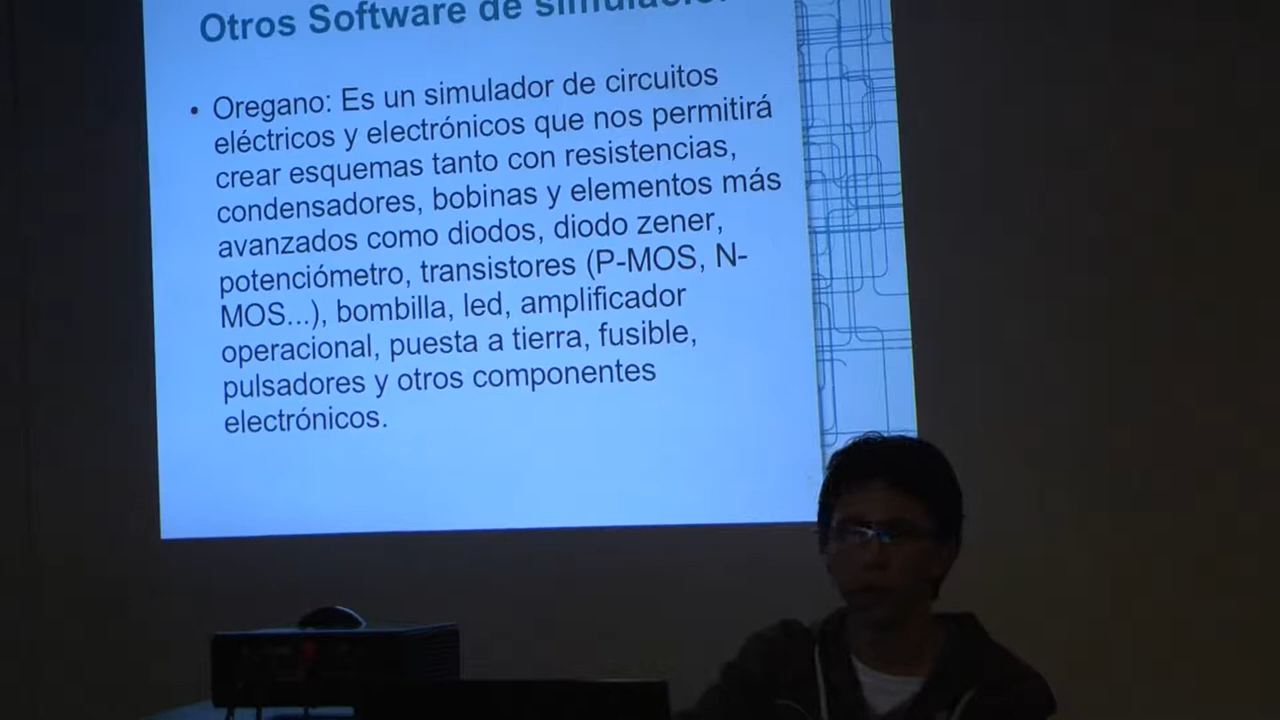 Otros Software de simulación
• Oregano: Es un simulador de circuitos
eléctricos y electrónicos que nos permitirá
crear esquemas tanto con resistencias,
condensadores, bobinas y elementos más
avanzados como diodos, diodo zener,
potenciómetro, transistores (P-MOS, N-
MOS...), bombilla, led, amplificador
operacional, puesta a tierra, fusible,
pulsadores y otros componentes
electrónicos.